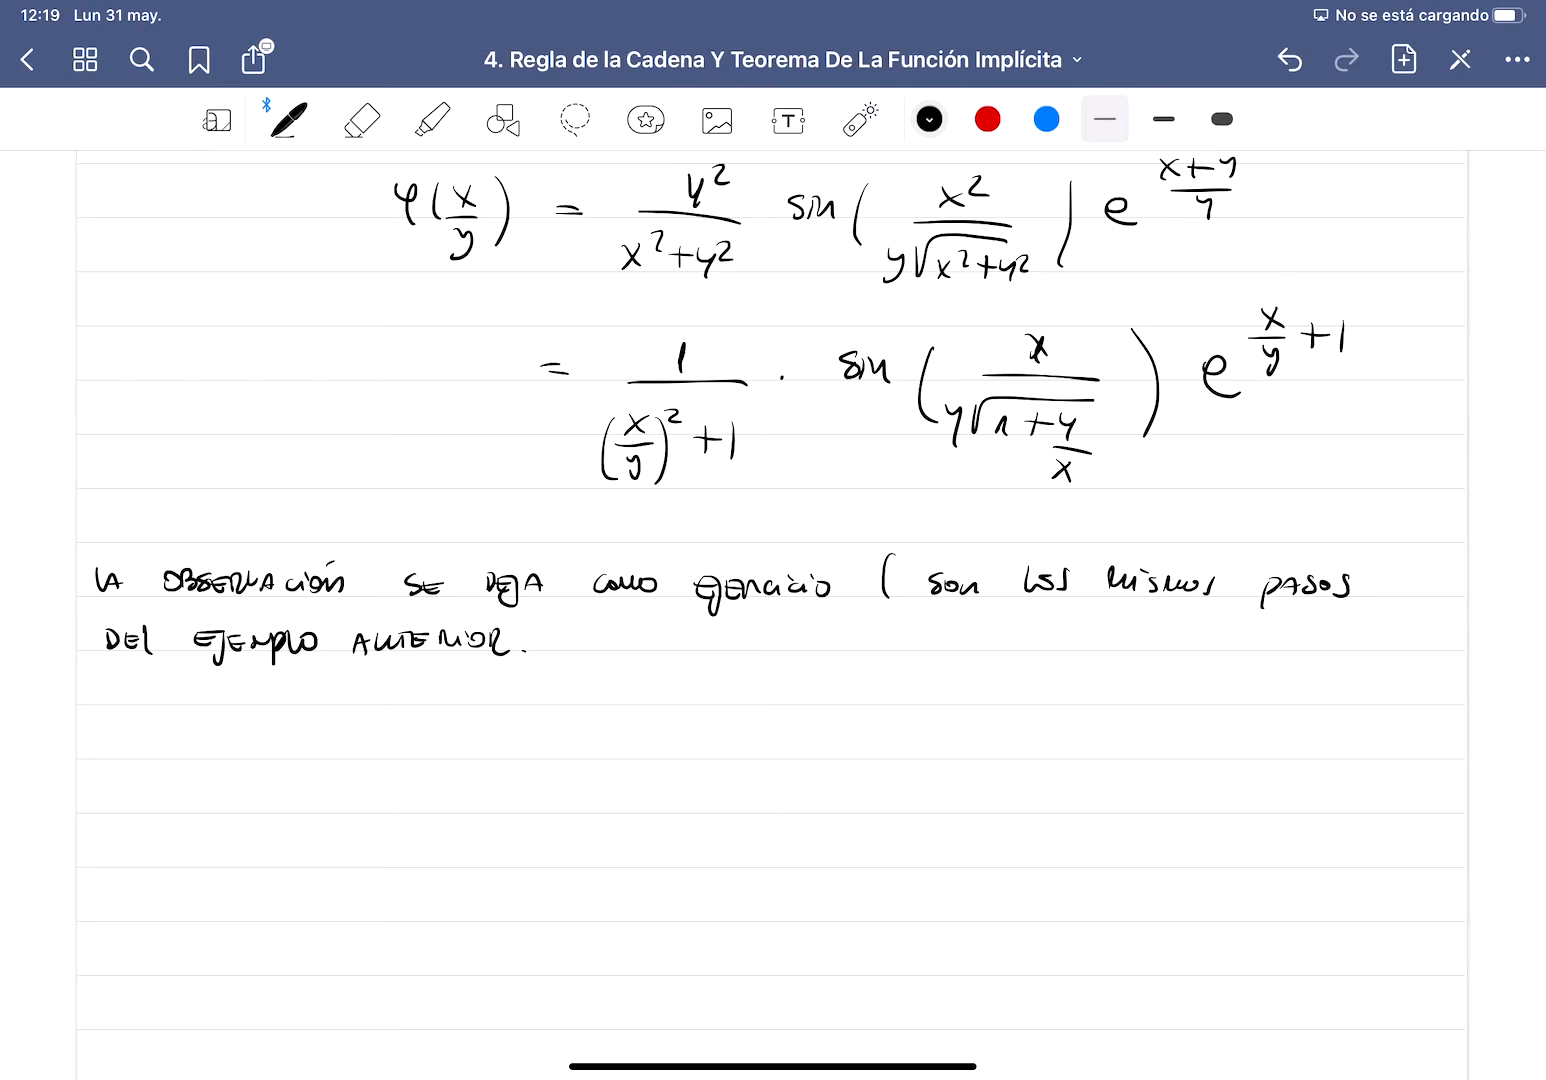 12:19 Lun 31 may. No se está cargando
4. Regla de la Cadena Y Teorema De La Función Implícita
T
φ(x/y) = y²/(x²+y²) sin(x²/(y√(x²+y²))) e^((x+y)/y)
= 1/((x/y)²+1) · sin(x/(y√(1+y/x))) e^(x/y+1)
LA OBSERVACIÓN SE DEJA COMO EJERCICIO ( SON LOS MISMOS PASOS
DEL EJEMPLO ANTERIOR.